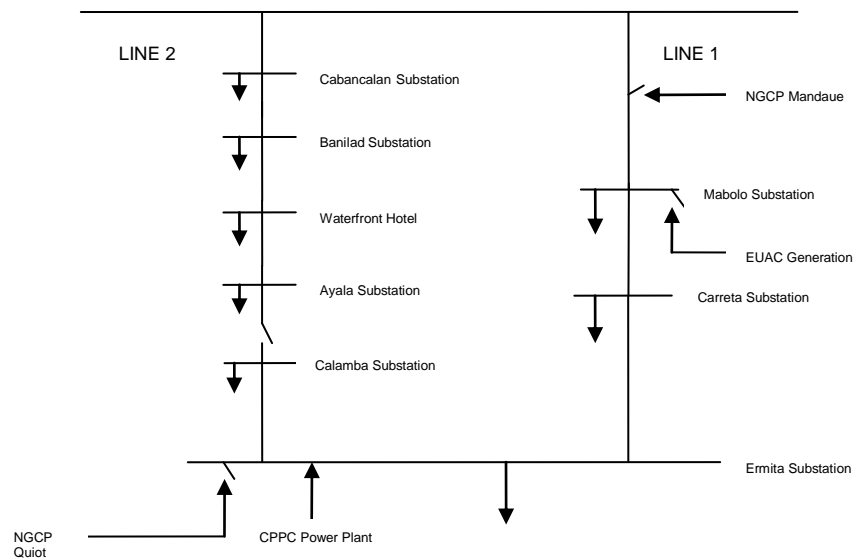 LINE 2
LINE 1
Cabancalan Substation
NGCP Mandaue
Banilad Substation
Mabolo Substation
Waterfront Hotel
EUAC Generation
Ayala Substation
Carreta Substation
Calamba Substation
Ermita Substation
NGCP
Quiot
CPPC Power Plant